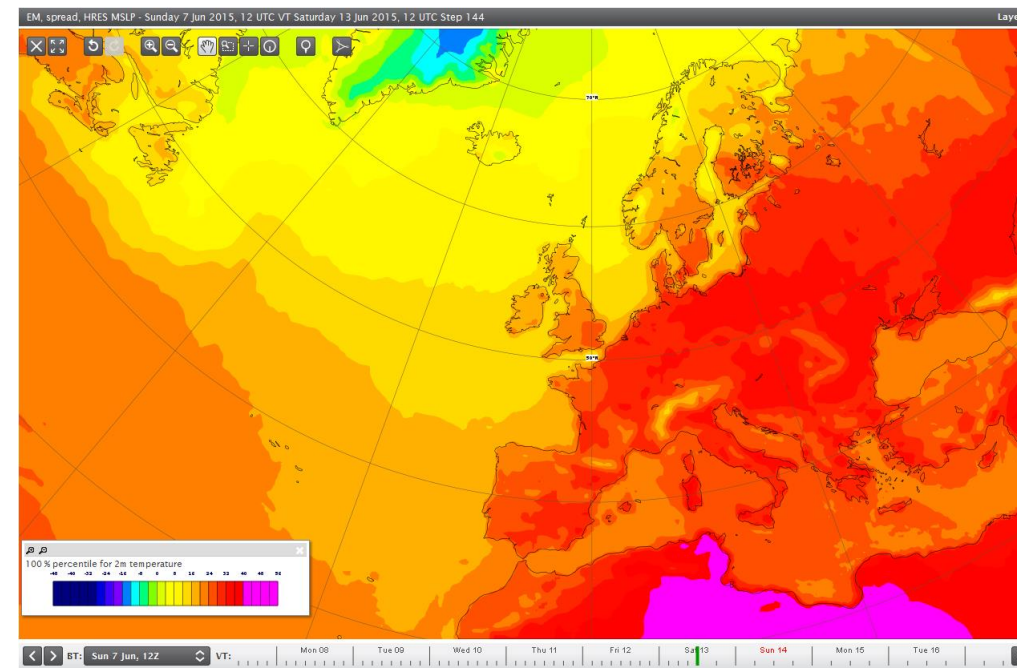 EM, spread, HRES MSLP - Sunday 7 Jun 2015, 12 UTC VT Saturday 13 Jun 2015, 12 UTC Step 144
Laye
70°N
50°N
100 % percentile for 2m temperature
-48 -40 -32 -24 -16 -8 0 8 16 24 32 40 48 56
BT: Sun 7 Jun, 12Z VT: Mon 08 Tue 09 Wed 10 Thu 11 Fri 12 Sat 13 Sun 14 Mon 15 Tue 16